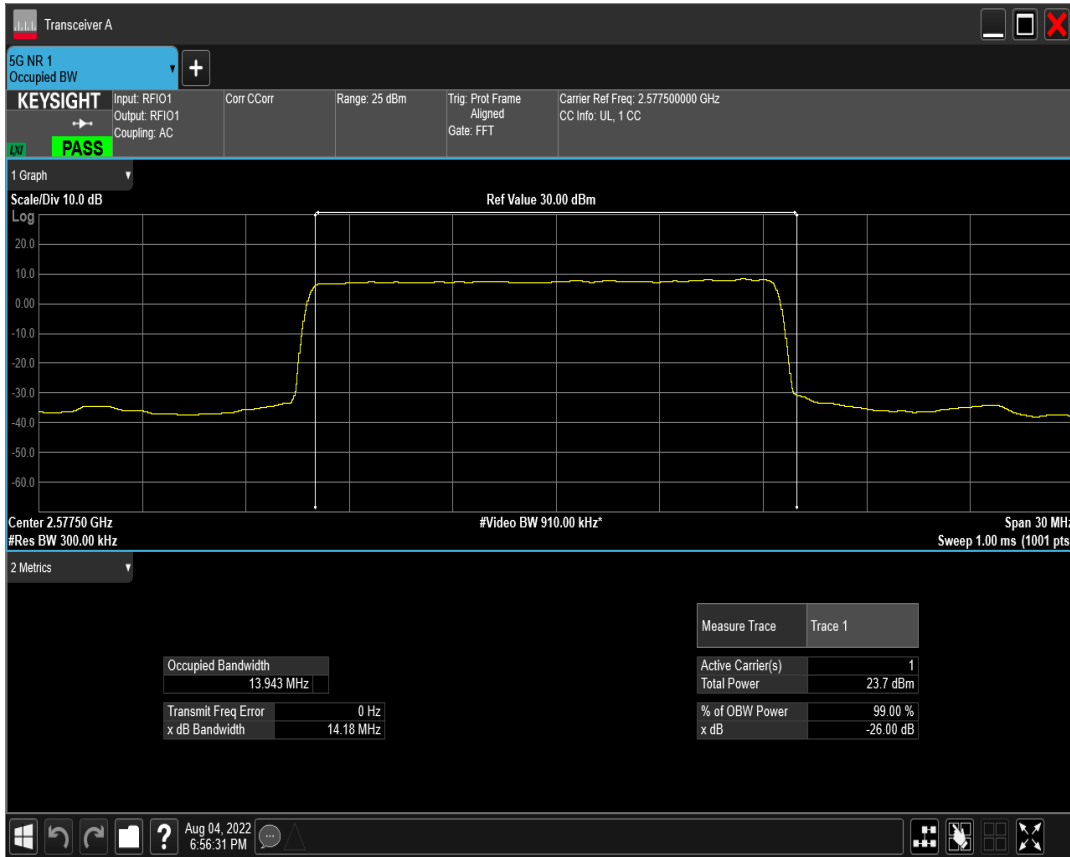 Transceiver A
5G NR 1
Occupied BW
+
KEYSIGHT
LXI
PASS
Input: RFIO1
Output: RFIO1
Coupling: AC
Corr CCorr
Range: 25 dBm
Trig: Prot Frame
Aligned
Gate: FFT
Carrier Ref Freq: 2.577500000 GHz
CC Info: UL, 1 CC
1 Graph
Scale/Div 10.0 dB
Ref Value 30.00 dBm
Log
20.0
10.0
0.00
-10.0
-20.0
-30.0
-40.0
-50.0
-60.0
Center 2.57750 GHz
#Video BW 910.00 kHz*
Span 30 MHz
#Res BW 300.00 kHz
Sweep 1.00 ms (1001 pts
2 Metrics
Measure Trace Trace 1
Occupied Bandwidth
13.943 MHz
Active Carrier(s) 1
Total Power 23.7 dBm
Transmit Freq Error 0 Hz
x dB Bandwidth 14.18 MHz
% of OBW Power 99.00 %
x dB -26.00 dB
?
Aug 04, 2022
6:56:31 PM